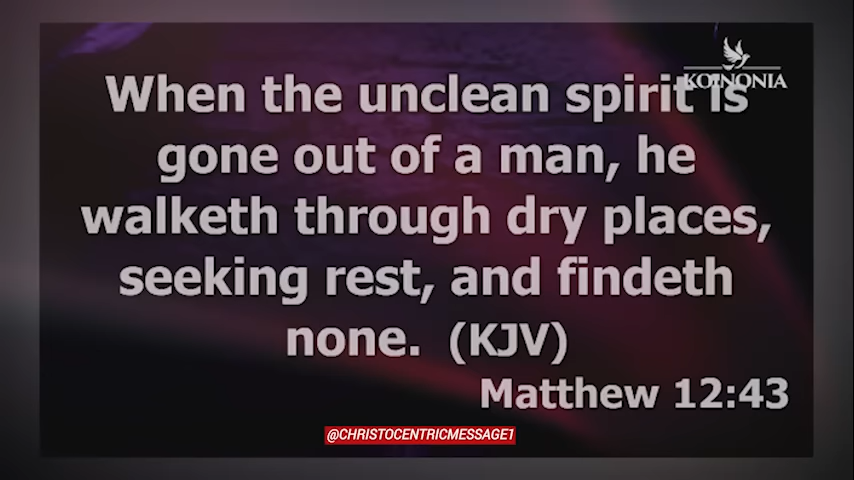 KOINONIA
When the unclean spirit is
gone out of a man, he
walketh through dry places,
seeking rest, and findeth
none. (KJV)
Matthew 12:43
@CHRISTOCENTRICMESSAGE1